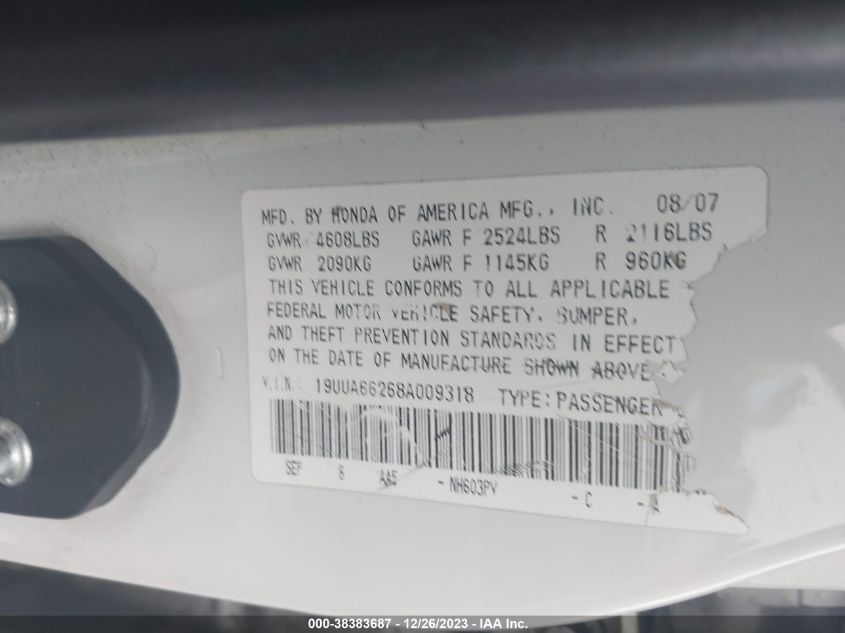 MFD. BY HONDA OF AMERICA MFG., INC. 08/07
GVWR 4608LBS GAWR F 2524LBS R 2116LBS
GVWR 2090KG GAWR F 1145KG R 960KG
THIS VEHICLE CONFORMS TO ALL APPLICABLE
FEDERAL MOTOR VEHICLE SAFETY, BUMPER,
AND THEFT PREVENTION STANDARDS IN EFFECT
ON THE DATE OF MANUFACTURE SHOWN ABOVE
V.I.N.: 19UUA66268A009318 TYPE: PASSENGER
SEP 6 AA5 - NH603PV - C - A
000-38383687 - 12/26/2023 - IAA Inc.